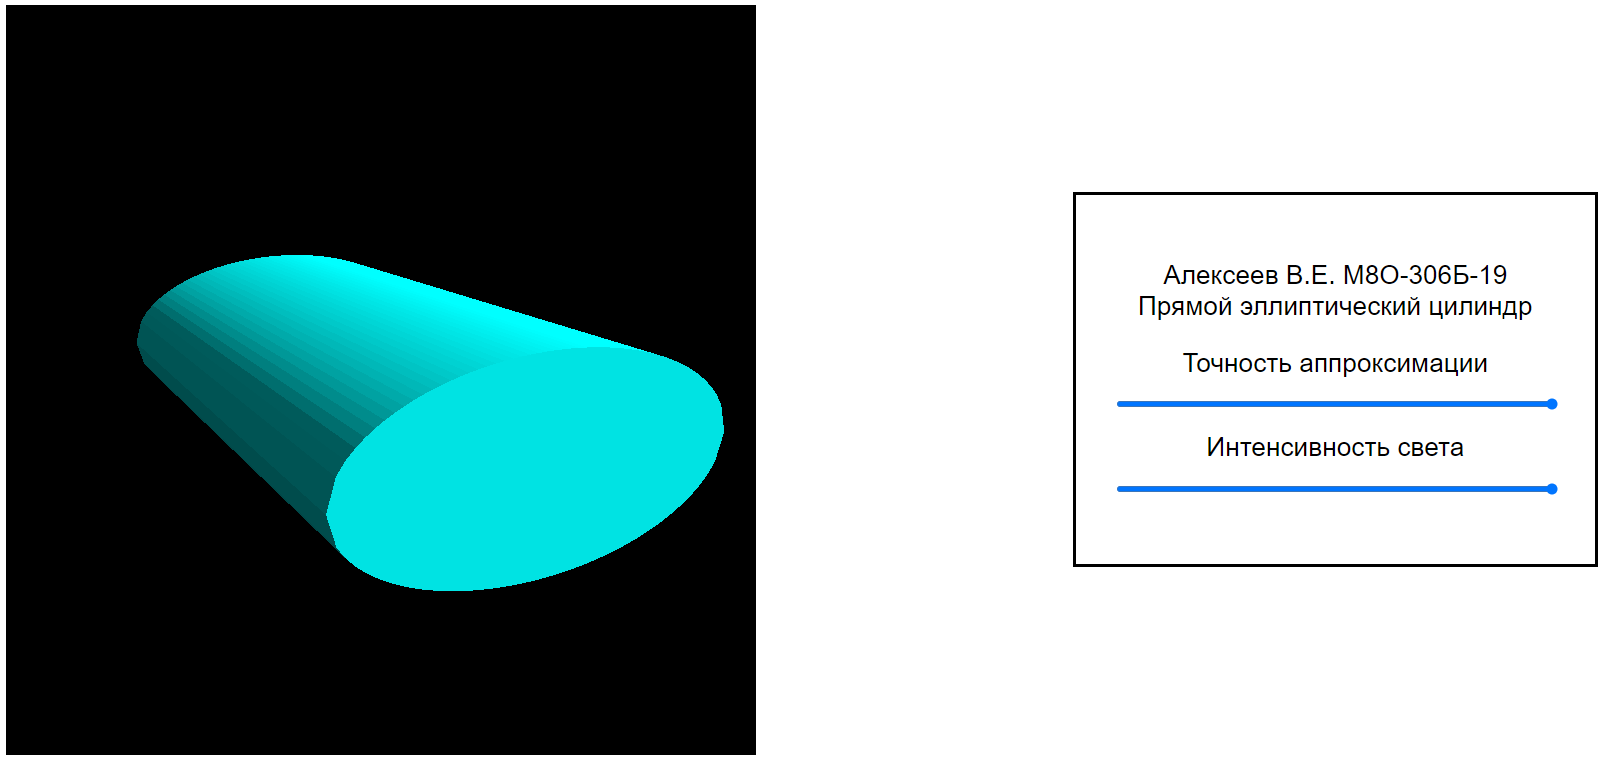 Алексеев В.Е. М8О-306Б-19
Прямой эллиптический цилиндр
Точность аппроксимации
Интенсивность света